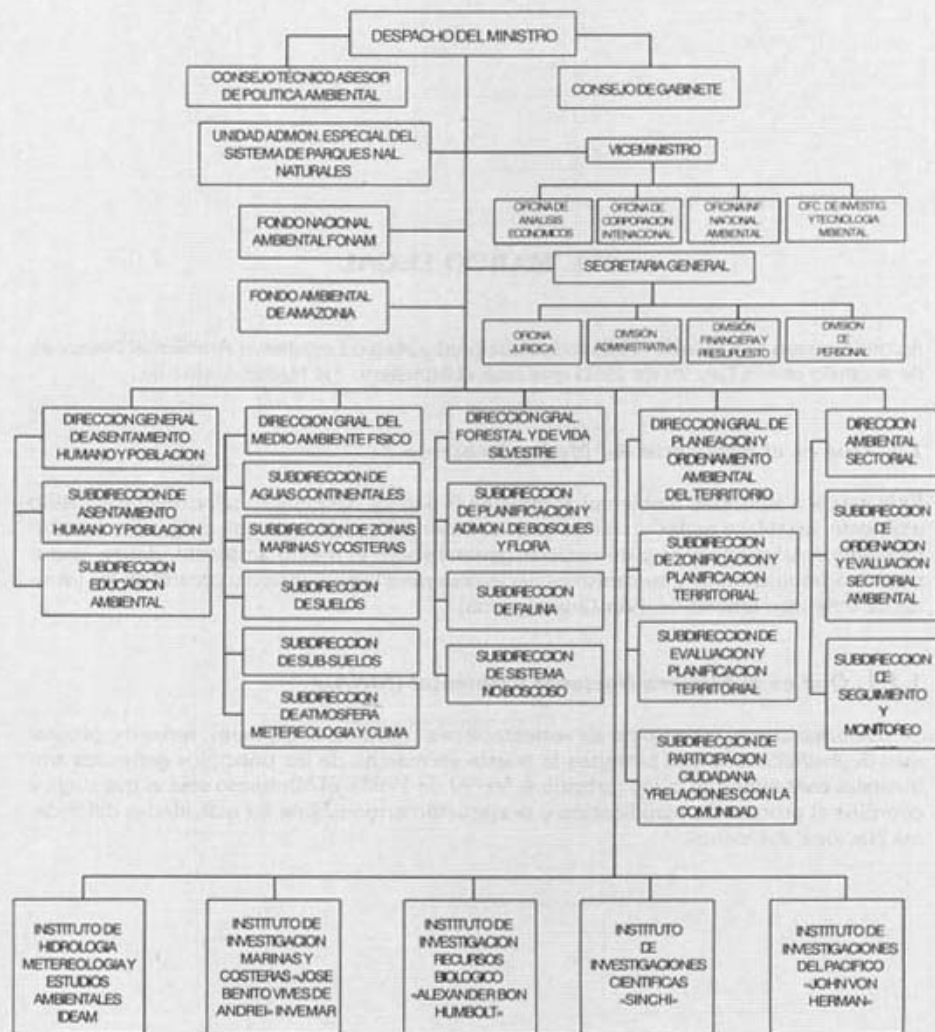 DESPACHO DEL MINISTRO
CONSEJO TECNICO ASESOR
DE POLITICA AMBIENTAL
CONSEJO DE GABINETE
UNIDAD ADMON. ESPECIAL DEL
SISTEMA DE PARQUES NAL.
NATURALES
VICEMINISTRO
OFICINA DE
ANALISIS
ECONOMICOS
OFICINA DE
CORPORACION
INTENACIONAL
OFICINA INF.
NACIONAL
AMBIENTAL
OFC. DE INVESTIG.
Y TECNOLOGIA
MBIENTAL
FONDO NACIONAL
AMBIENTAL FONAM
SECRETARIA GENERAL
FONDO AMBIENTAL
DE AMAZONIA
OFICINA
JURIDICA
DIVISIÓN
ADMINISTRATIVA
DIVISIÓN
FINANCIERA Y
PRESUPUESTO
DIVISION
DE
PERSONAL
DIRECCION GENERAL
DE ASENTAMIENTO
HUMANO Y POBLACION
SUBDIRECCION DE
ASENTAMIENTO
HUMANO Y POBLACION
SUBDIRECCION
EDUCACION
AMBIENTAL
DIRECCION GRAL. DEL
MEDIO AMBIENTE FISICO
SUBDIRECCION DE
AGUAS CONTINENTALES
SUBDIRECCION DE ZONAS
MARINAS Y COSTERAS
SUBDIRECCION
DE SUELOS
SUBDIRECCION
DE SUB-SUELOS
SUBDIRECCION
DE ATMOSFERA
METEREOLOGIA Y CLIMA
DIRECCION GRAL.
FORESTAL Y DE VIDA
SILVESTRE
SUBDIRECCION
DE PLANIFICACION Y
ADMON. DE BOSQUES
Y FLORA
SUBDIRECCION
DE FAUNA
SUBDIRECCION
DE SISTEMA
INO BOSCOSO
DIRECCION GRAL. DE
PLANEACION Y
ORDENAMIENTO
AMBIENTAL
DEL TERRITORIO
SUBDIRECCION
DE ZONIFICACION Y
PLANIFICACION
TERRITORIAL
SUBDIRECCION DE
EVALUACION Y
PLANIFICACION
TERRITORIAL
SUBDIRECCION DE
PARTICIPACION
CIUDADANA
Y RELACIONES CON LA
COMUNIDAD
DIRECCION
AMBIENTAL
SECTORIAL
SUBDIRECCION
DE
ORDENACION
Y EVALUACION
SECTORIAL
AMBIENTAL
SUBDIRECCION
DE
SEGUIMIENTO
Y
MONITOREO
INSTITUTO DE
HIDROLOGIA
METEREOLOGIA Y
ESTUDIOS
AMBIENTALES
IDEAM
INSTITUTO DE
INVESTIGACION
MARINAS Y
COSTERAS «JOSE
BENITO VIVES DE
ANDREI» INVEMAR
INSTITUTO DE
INVESTIGACION
RECURSOS
BIOLOGICO
«ALEXANDER BON
HUMBOLT»
INSTITUTO
DE
INVESTIGACIONES
CIENTIFICAS
«SINCHI»
INSTITUTO DE
INVESTIGACIONES
DEL PACIFICO
«JOHN VON
HERMAN»